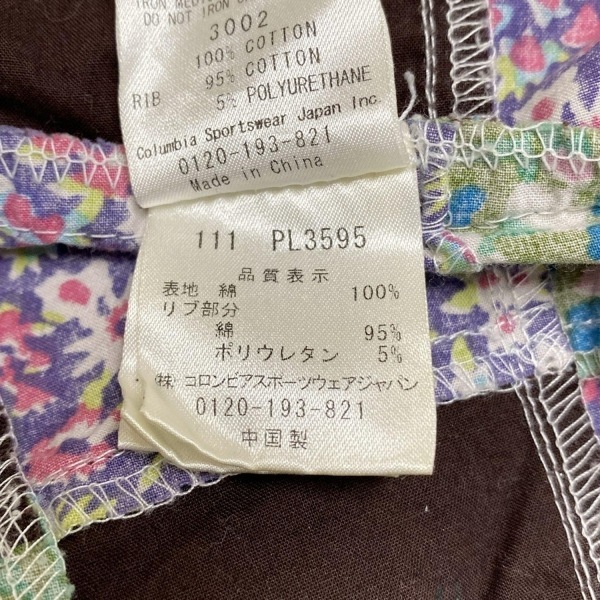 DO NOT IRON
3002
100% COTTON
95% COTTON
RIB 5% POLYURETHANE
Columbia Sportswear Japan Inc.
0120-193-821
Made in China
111 PL3595
品質表示
表地 綿 100%
リブ部分
綿 95%
ポリウレタン 5%
㈱ コロンビアスポーツウェアジャパン
0120-193-821
中国製